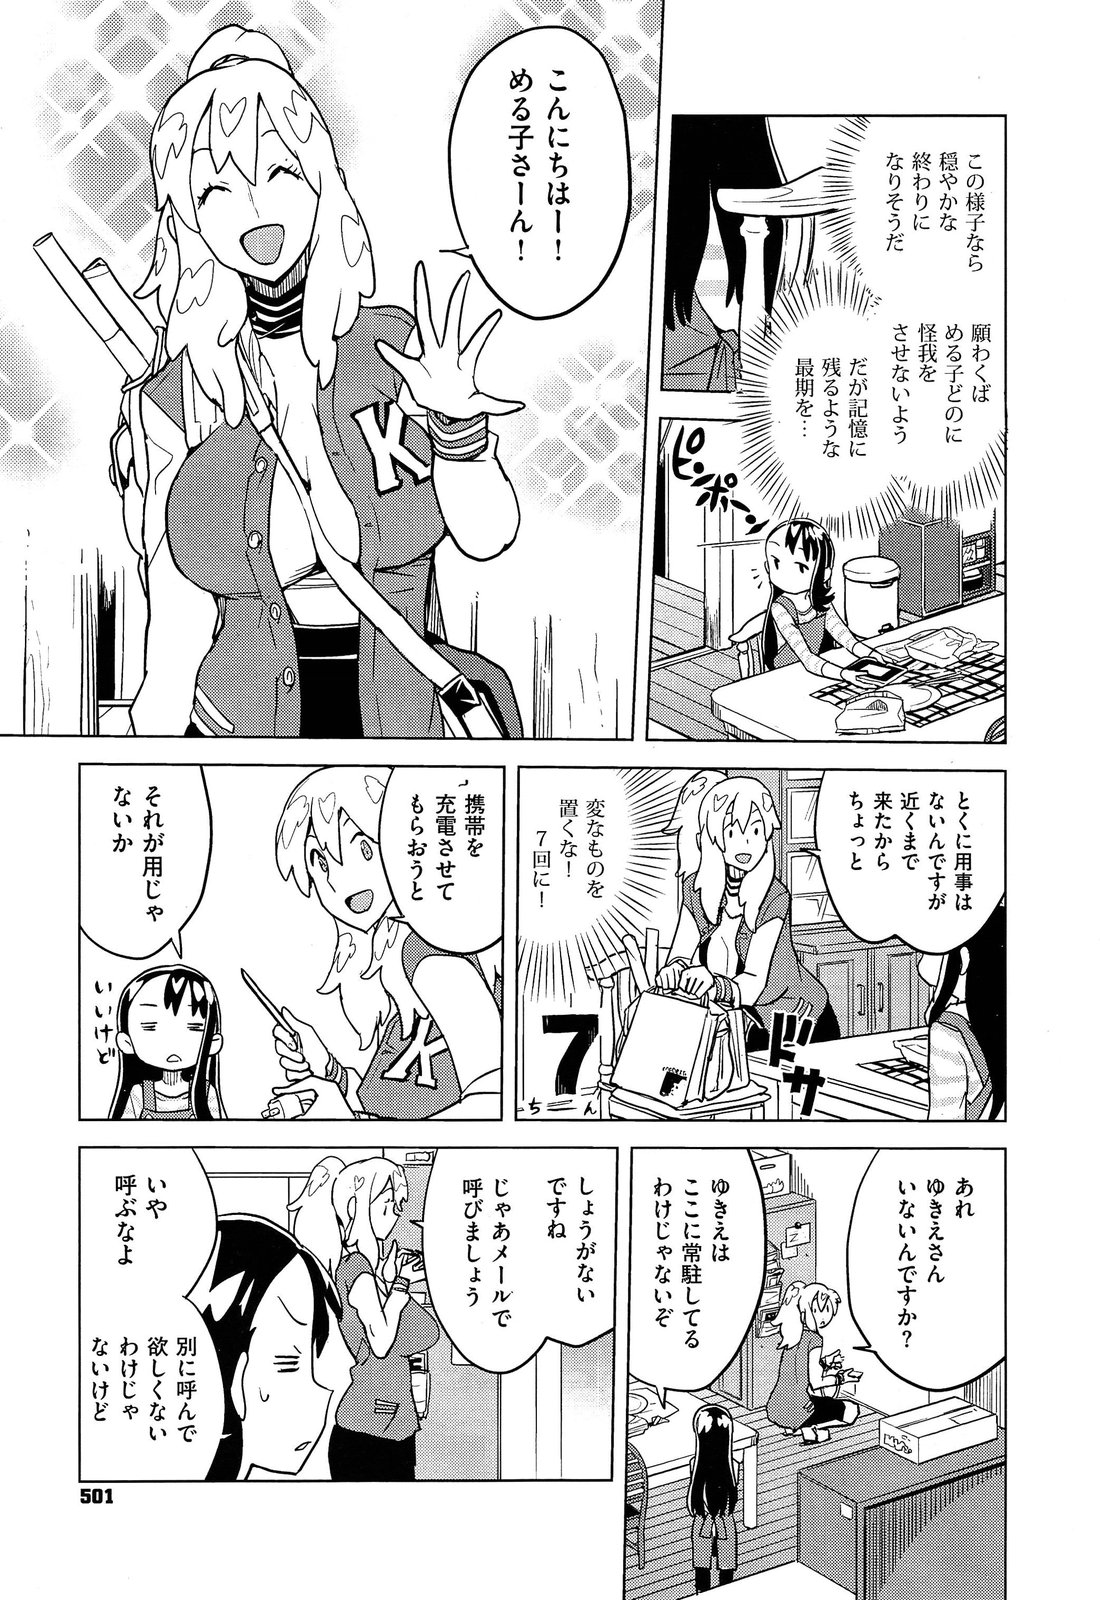 この様子なら
穏やかな
終わりに
なりそうだ
願わくば
める子どのに
怪我を
させないよう
だが記憶に
残るような
最期を…
ピンポーン
こんにちはー！
める子さーん！
K
とくに用事は
ないんですが
近くまで
来たから
ちょっと
変なものを
置くな！
7回に！
7
ちーん
ドサ
携帯を
充電させて
もらおうと
K
それが用じゃ
ないか
いいけど
あれ
ゆきえさん
いないんですか？
ゆきえは
ここに常駐してる
わけじゃないぞ
しょうがない
ですね
じゃあメールで
呼びましょう
いや
呼ぶなよ
別に呼んで
欲しくない
わけじゃ
ないけど
501